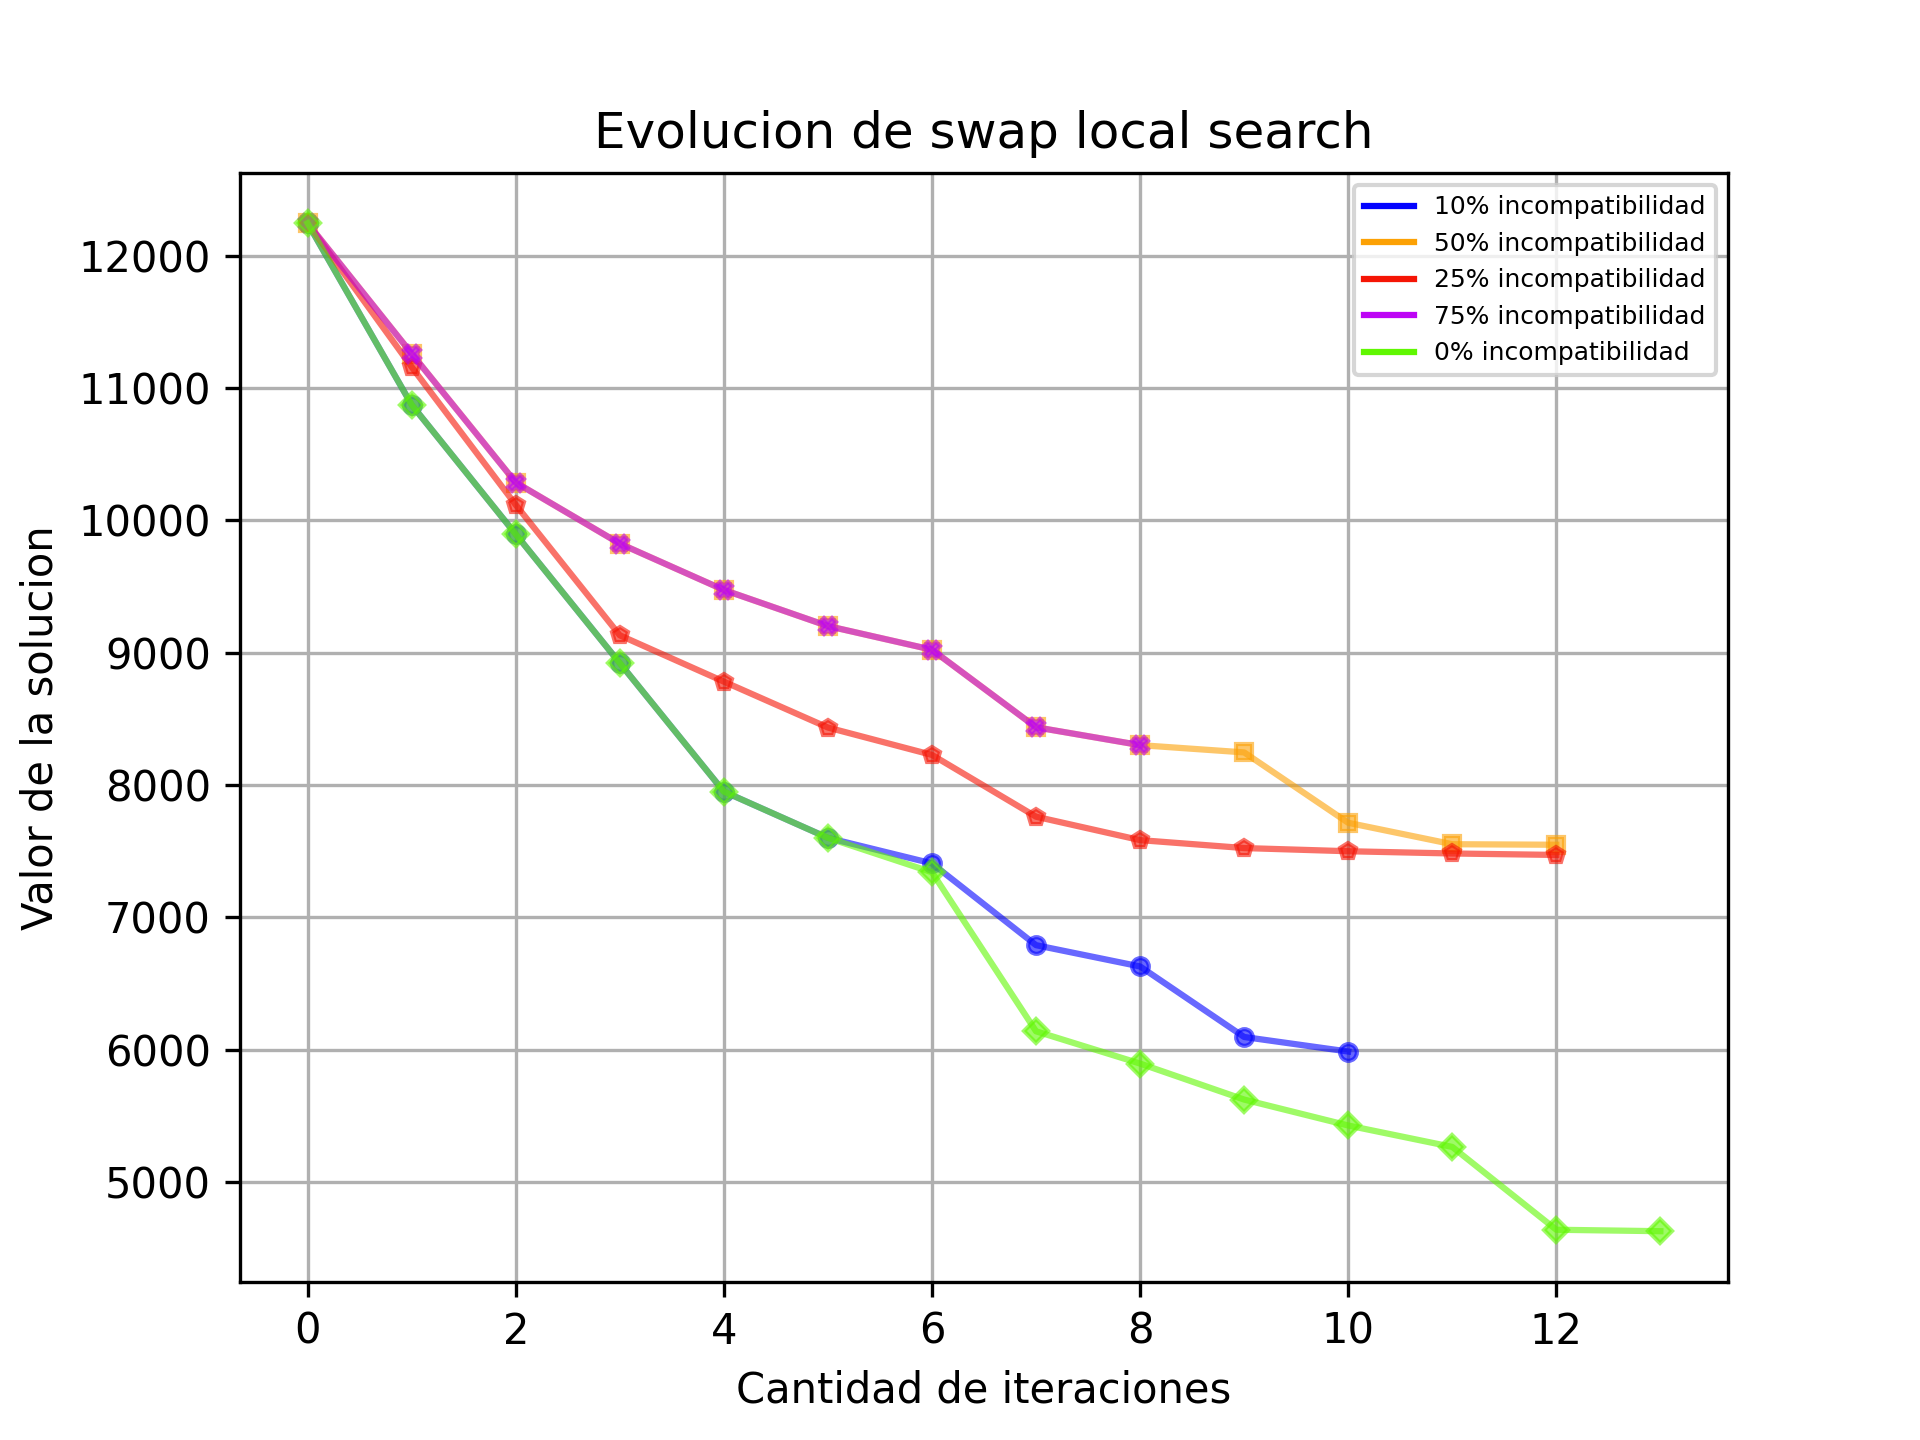 Evolucion de swap local search
10% incompatibilidad
50% incompatibilidad
25% incompatibilidad
75% incompatibilidad
0% incompatibilidad
Valor de la solucion
12000
11000
10000
9000
8000
7000
6000
5000
0 2 4 6 8 10 12
Cantidad de iteraciones